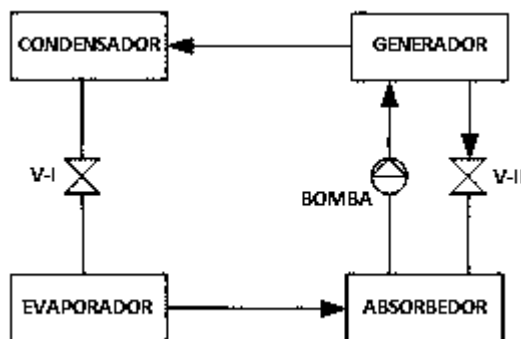 CONDENSADOR
GENERADOR
V-I
BOMBA
V-II
EVAPORADOR
ABSORBEDOR